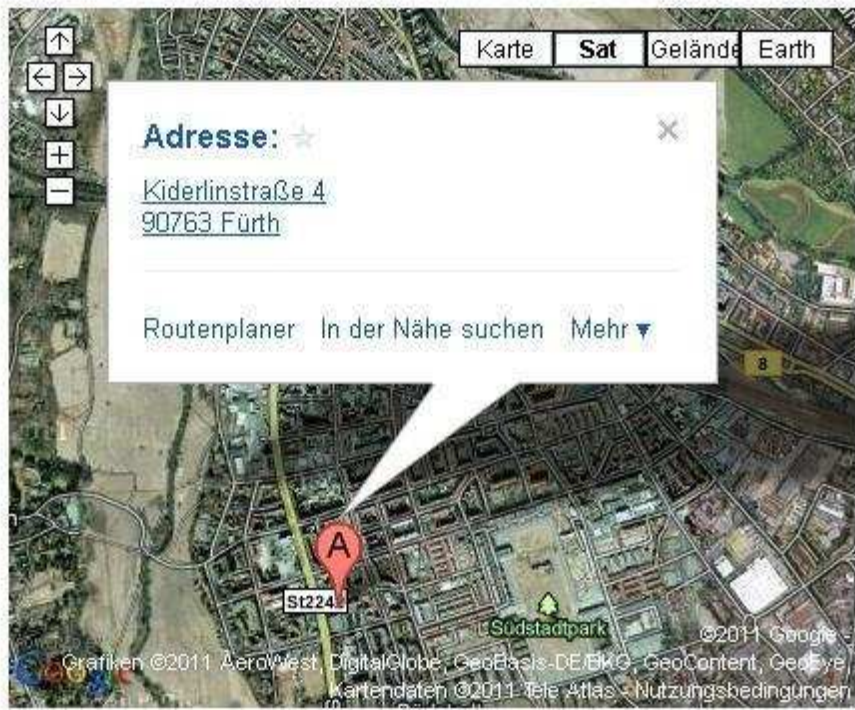 Karte Sat Gelände Earth
Adresse:
Kiderlinstraße 4
90763 Fürth
Routenplaner In der Nähe suchen Mehr
8
A
St224
Südstadtpark
©2011 Google -
Grafiken ©2011 AeroWest, DigitalGlobe, GeoBasis-DE/BKG, GeoContent, GeoEye,
Kartendaten ©2011 Tele Atlas - Nutzungsbedingungen